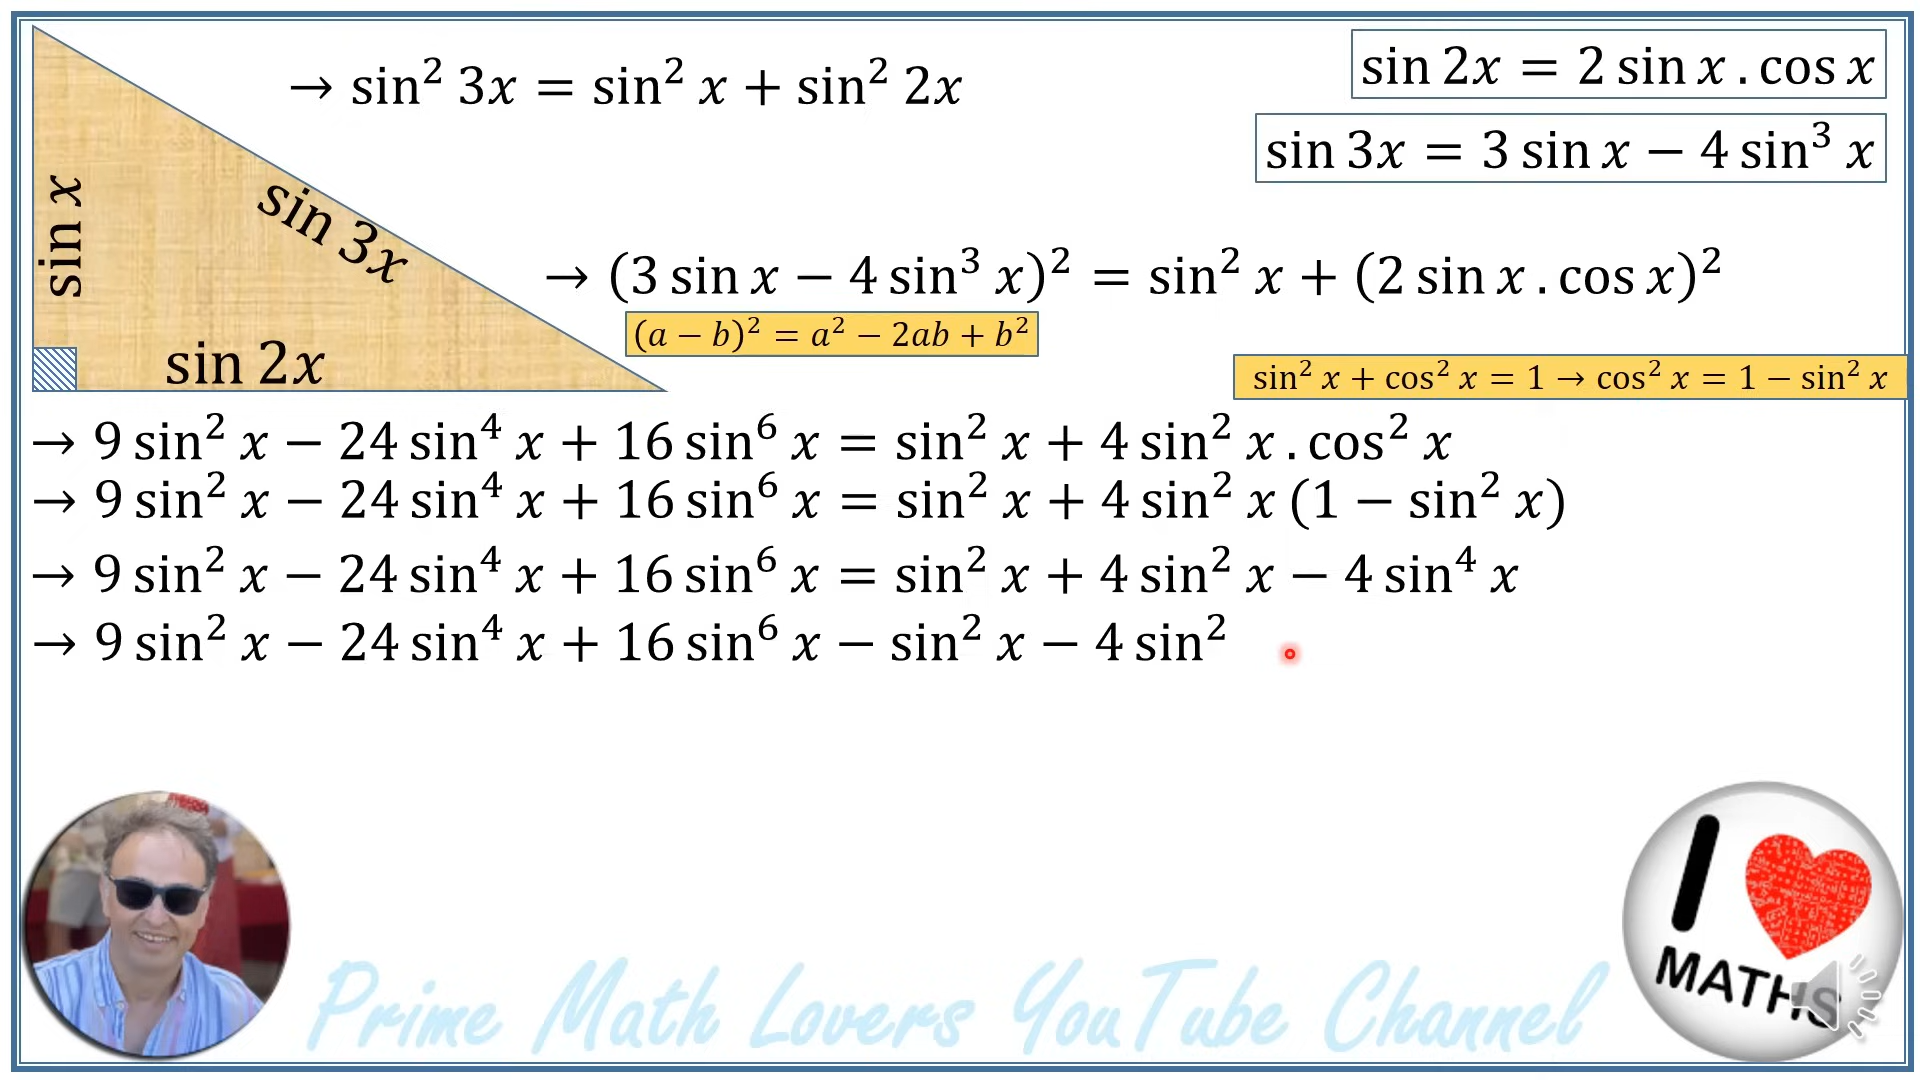 → sin² 3x = sin² x + sin² 2x
sin 2x = 2 sin x . cos x
sin 3x = 3 sin x − 4 sin³ x
sin x
sin 3x
sin 2x
→ (3 sin x − 4 sin³ x)² = sin² x + (2 sin x . cos x)²
(a − b)² = a² − 2ab + b²
sin² x + cos² x = 1 → cos² x = 1 − sin² x
→ 9 sin² x − 24 sin⁴ x + 16 sin⁶ x = sin² x + 4 sin² x . cos² x
→ 9 sin² x − 24 sin⁴ x + 16 sin⁶ x = sin² x + 4 sin² x (1 − sin² x)
→ 9 sin² x − 24 sin⁴ x + 16 sin⁶ x = sin² x + 4 sin² x − 4 sin⁴ x
→ 9 sin² x − 24 sin⁴ x + 16 sin⁶ x − sin² x − 4 sin²
I
MATHS
Prime Math Lovers YouTube Channel